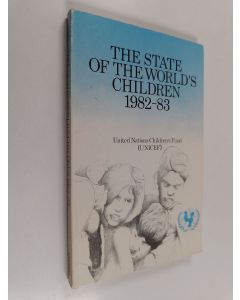 THE STATE
OF THE WORLD'S
CHILDREN
1982-83
United Nations Children's Fund
(UNICEF)